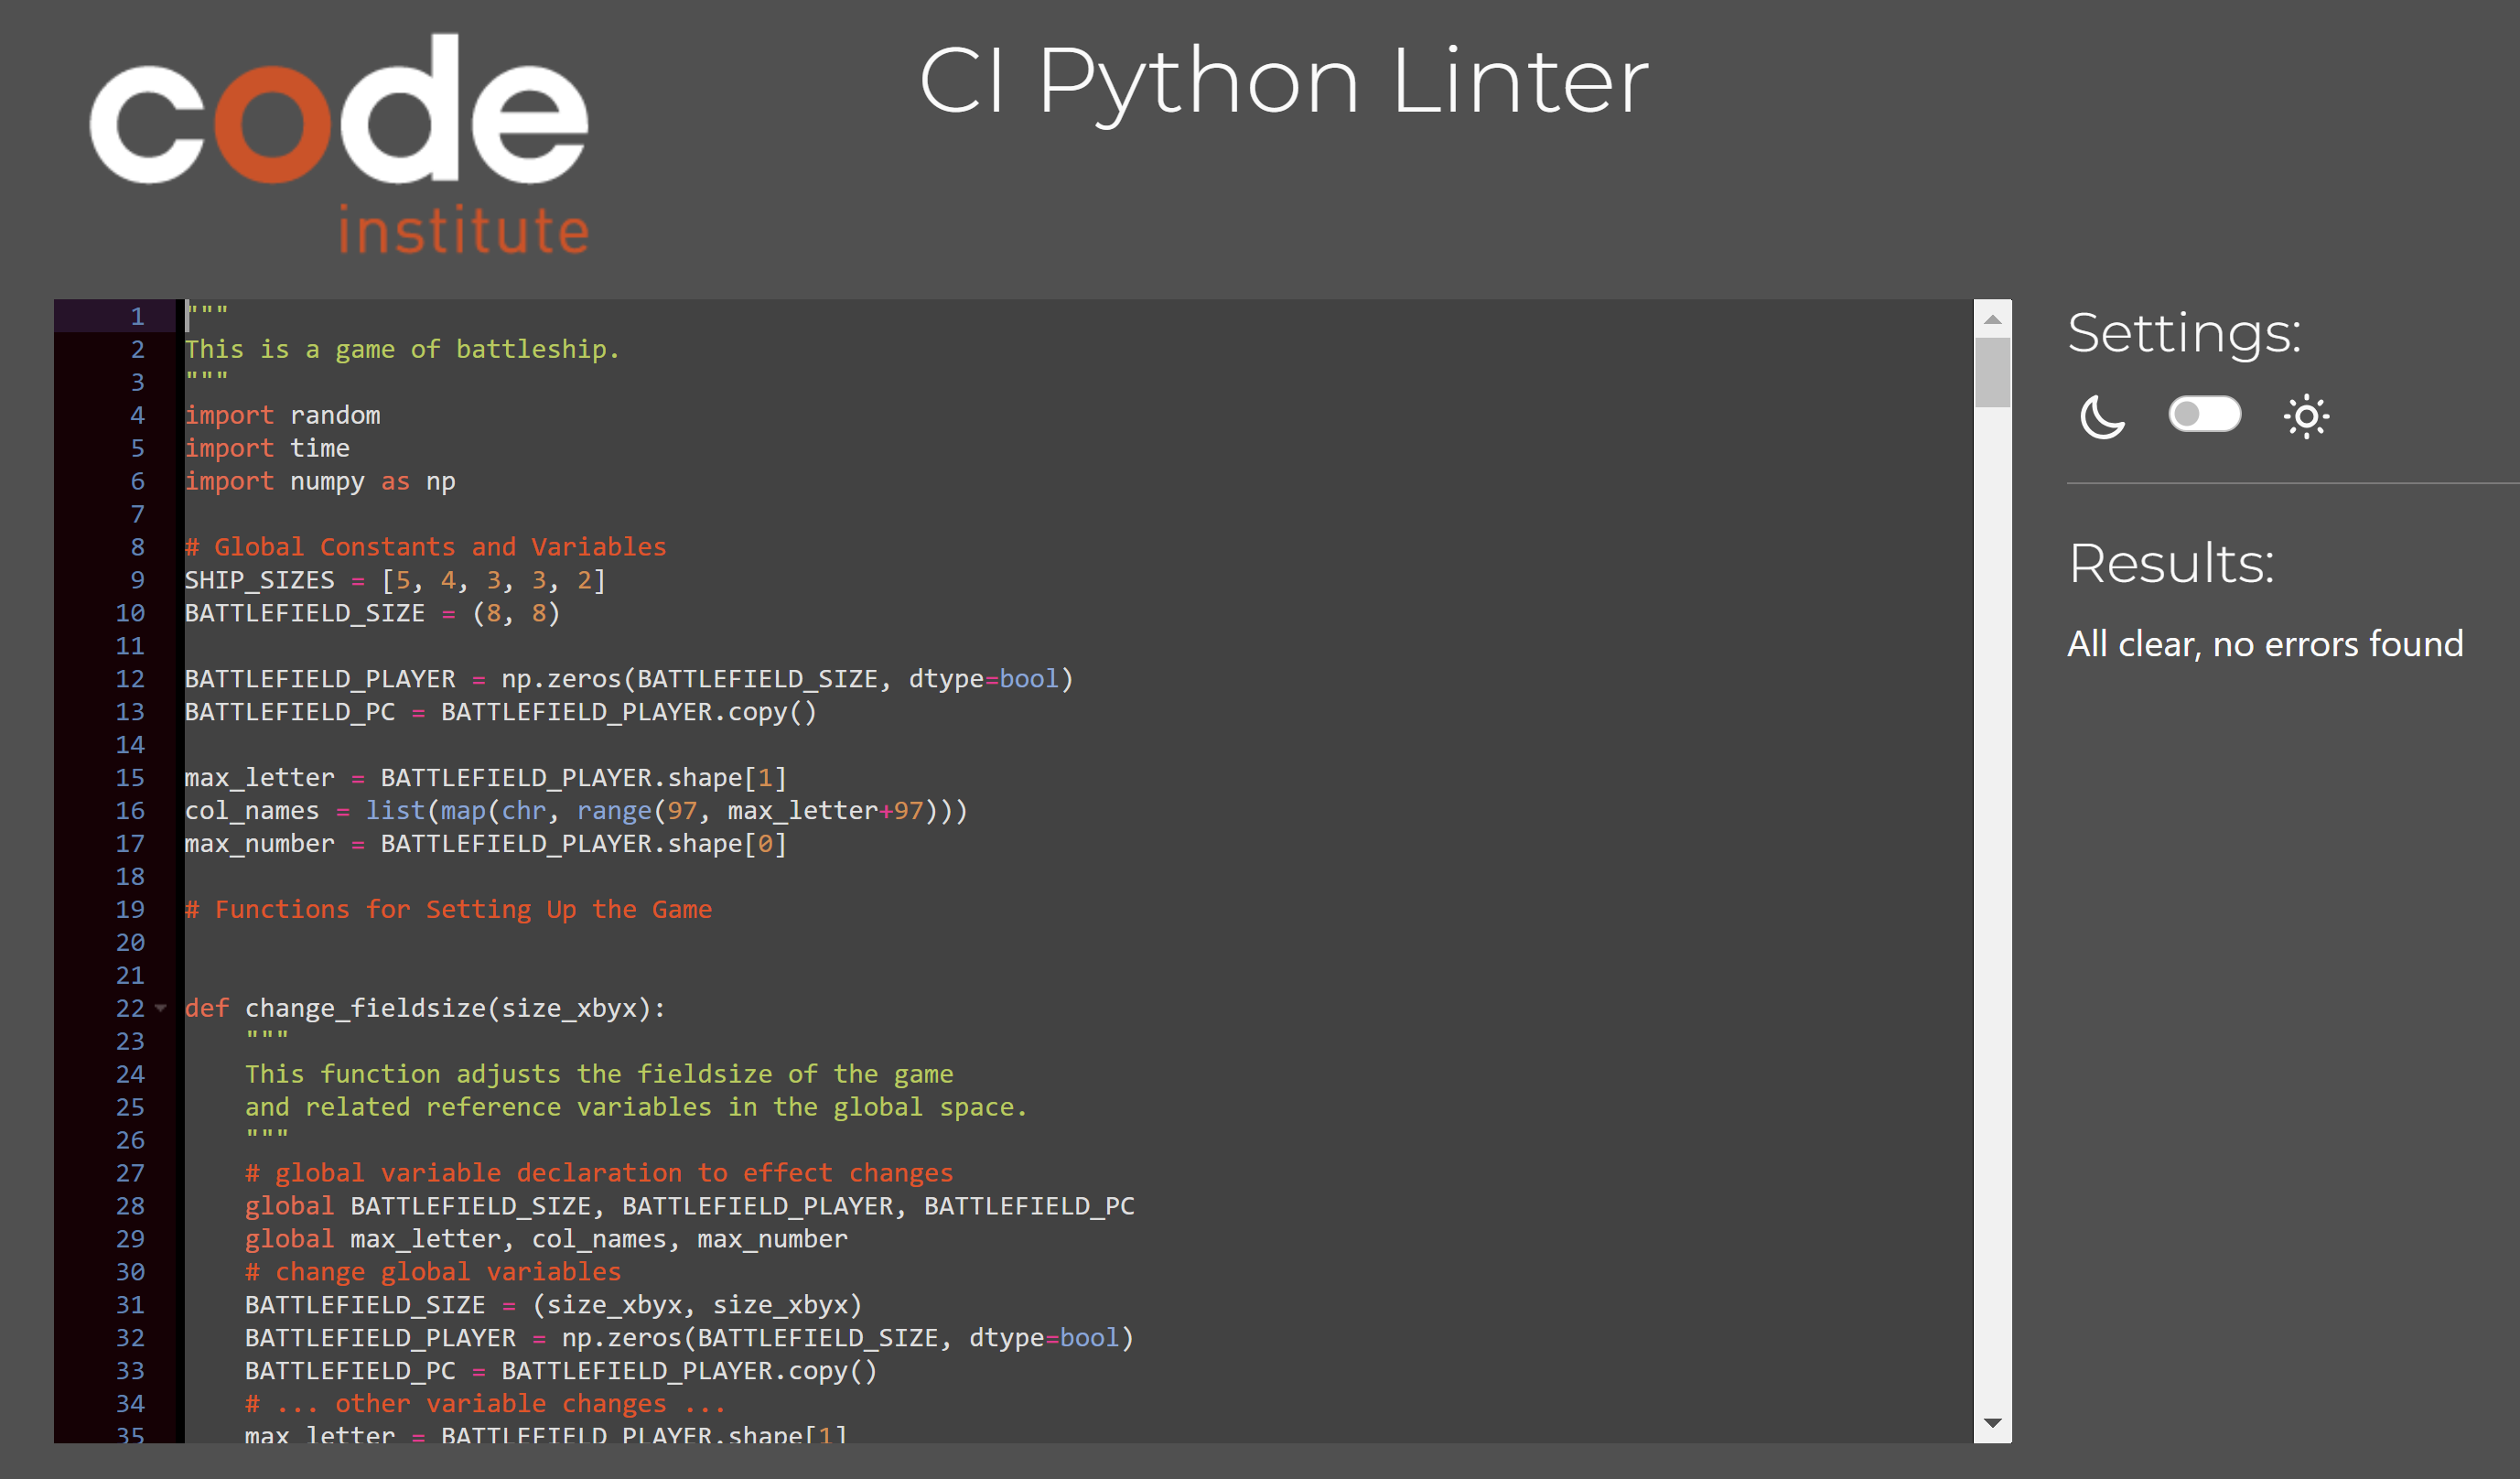 code
institute
CI Python Linter
1 """
2 This is a game of battleship.
3 """
4 import random
5 import time
6 import numpy as np
7
8 # Global Constants and Variables
9 SHIP_SIZES = [5, 4, 3, 3, 2]
10 BATTLEFIELD_SIZE = (8, 8)
11
12 BATTLEFIELD_PLAYER = np.zeros(BATTLEFIELD_SIZE, dtype=bool)
13 BATTLEFIELD_PC = BATTLEFIELD_PLAYER.copy()
14
15 max_letter = BATTLEFIELD_PLAYER.shape[1]
16 col_names = list(map(chr, range(97, max_letter+97)))
17 max_number = BATTLEFIELD_PLAYER.shape[0]
18
19 # Functions for Setting Up the Game
20
21
22 def change_fieldsize(size_xbyx):
23     """
24     This function adjusts the fieldsize of the game
25     and related reference variables in the global space.
26     """
27     # global variable declaration to effect changes
28     global BATTLEFIELD_SIZE, BATTLEFIELD_PLAYER, BATTLEFIELD_PC
29     global max_letter, col_names, max_number
30     # change global variables
31     BATTLEFIELD_SIZE = (size_xbyx, size_xbyx)
32     BATTLEFIELD_PLAYER = np.zeros(BATTLEFIELD_SIZE, dtype=bool)
33     BATTLEFIELD_PC = BATTLEFIELD_PLAYER.copy()
34     # ... other variable changes ...
35     max_letter = BATTLEFIELD_PLAYER.shape[1]
Settings:
Results:
All clear, no errors found